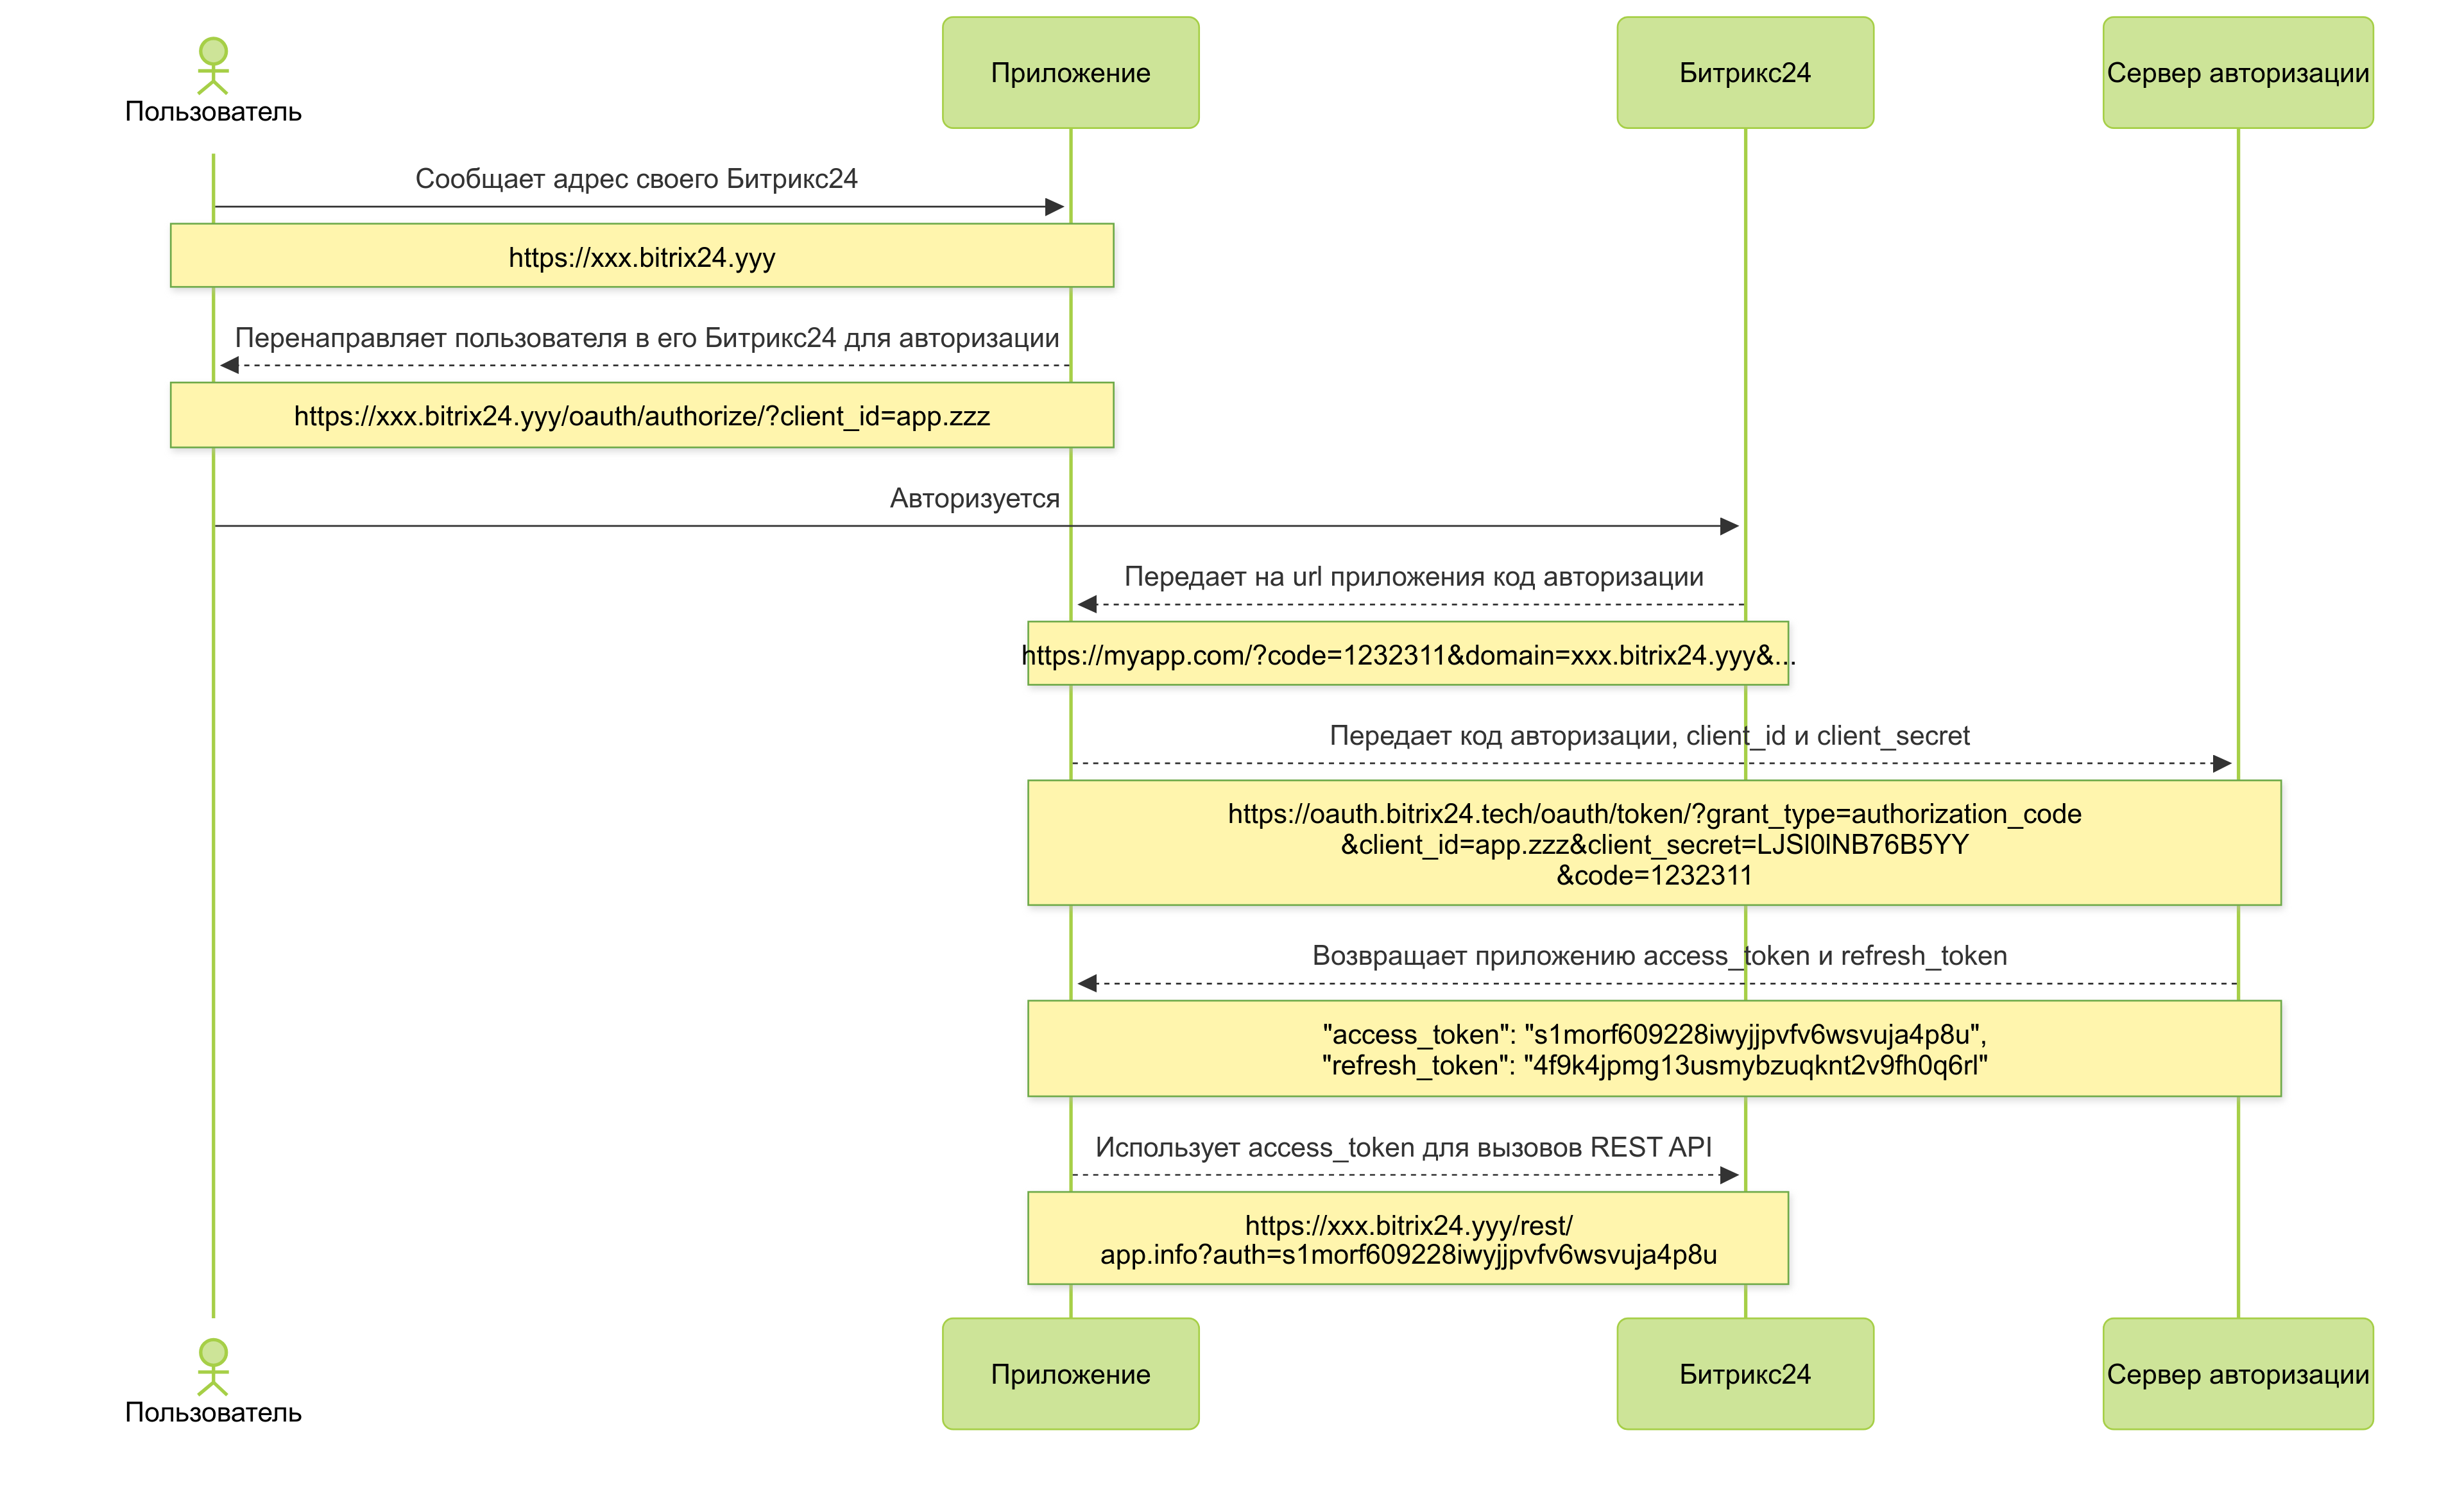 Пользователь
Приложение
Битрикс24
Сервер авторизации
Сообщает адрес своего Битрикс24
https://xxx.bitrix24.yyy
Перенаправляет пользователя в его Битрикс24 для авторизации
https://xxx.bitrix24.yyy/oauth/authorize/?client_id=app.zzz
Авторизуется
Передает на url приложения код авторизации
https://myapp.com/?code=1232311&domain=xxx.bitrix24.yyy&...
Передает код авторизации, client_id и client_secret
https://oauth.bitrix24.tech/oauth/token/?grant_type=authorization_code
&client_id=app.zzz&client_secret=LJSl0lNB76B5YY
&code=1232311
Возвращает приложению access_token и refresh_token
"access_token": "s1morf609228iwyjjpvfv6wsvuja4p8u",
"refresh_token": "4f9k4jpmg13usmybzuqknt2v9fh0q6rl"
Использует access_token для вызовов REST API
https://xxx.bitrix24.yyy/rest/
app.info?auth=s1morf609228iwyjjpvfv6wsvuja4p8u
Пользователь
Приложение
Битрикс24
Сервер авторизации